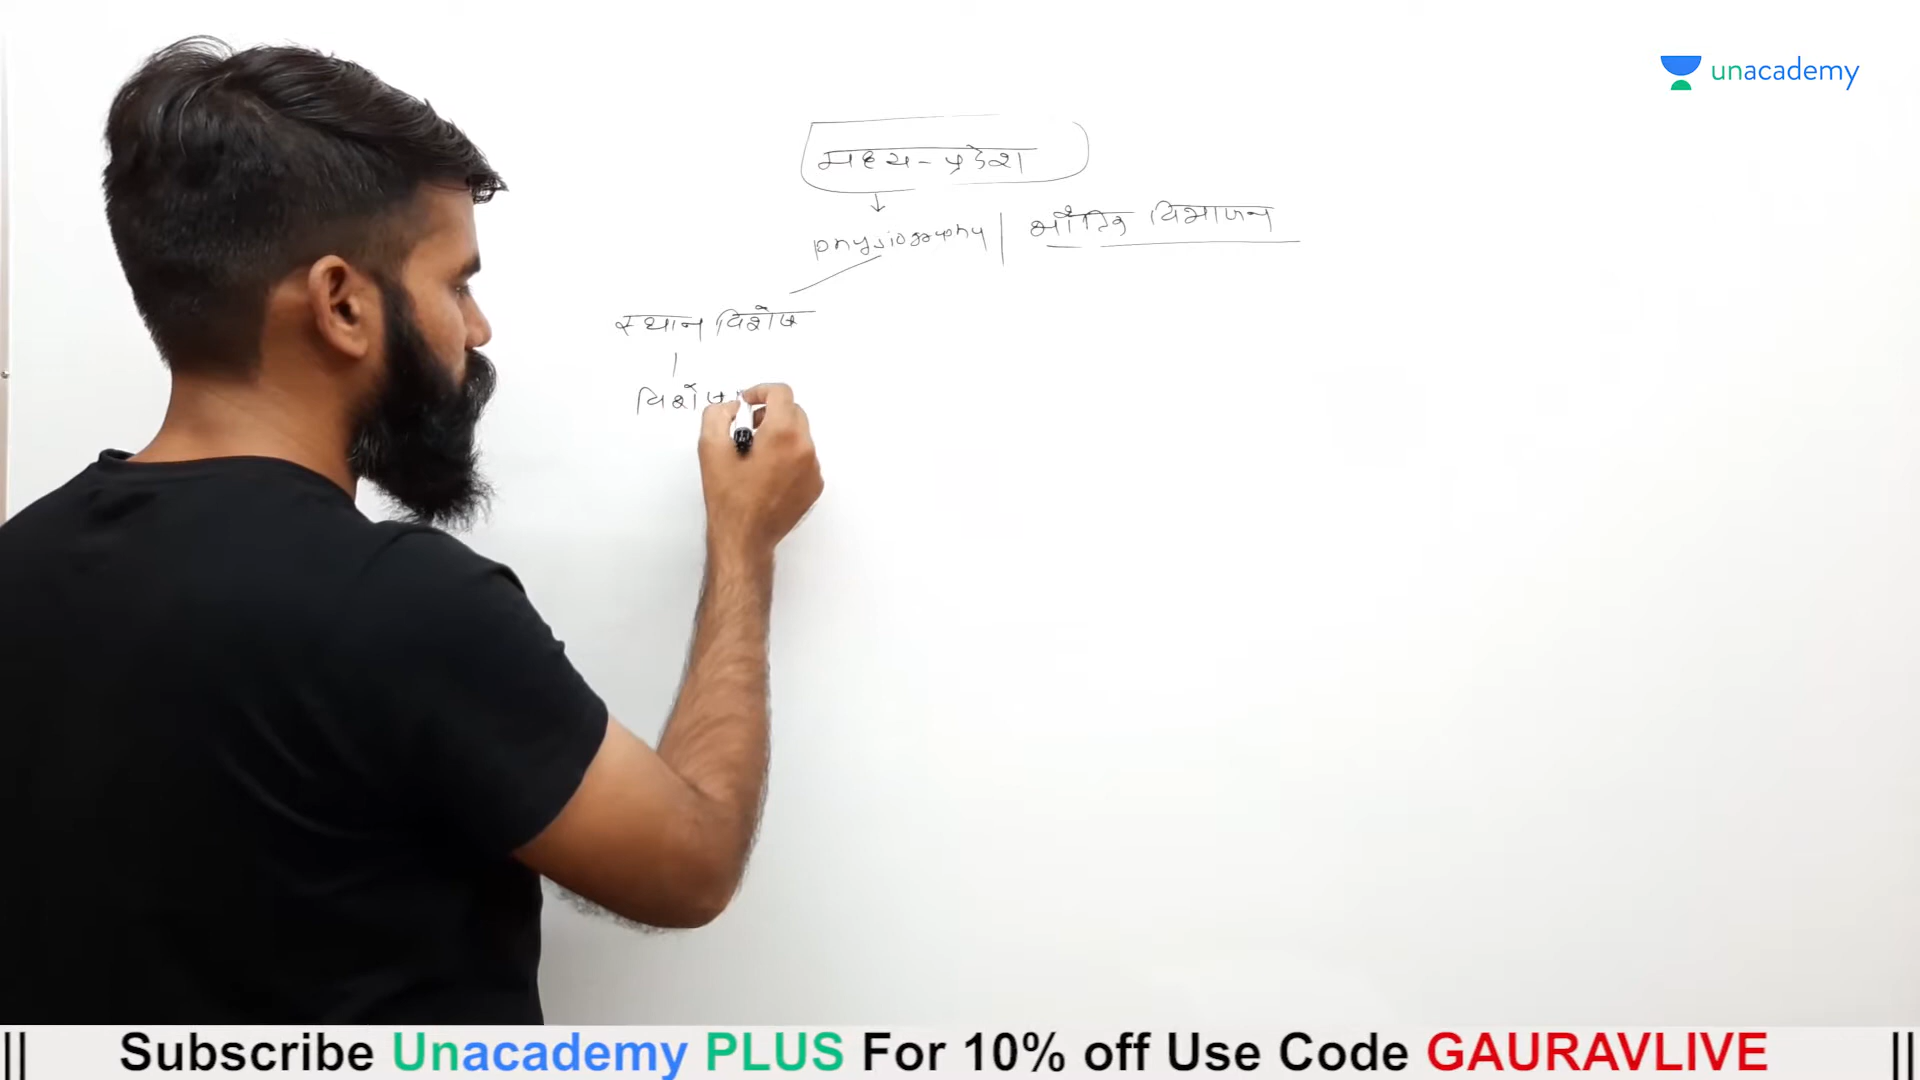 unacademy
मध्य-प्रदेश
physiography | भौतिक विभाजन
स्थान विशेष
विशेष
|| Subscribe Unacademy PLUS For 10% off Use Code GAURAVLIVE ||